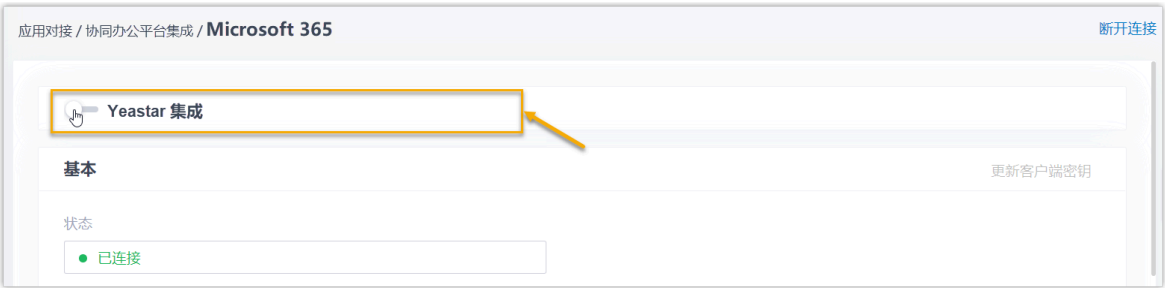 应用对接 / 协同办公平台集成 / Microsoft 365
断开连接
Yeastar 集成
基本
更新客户端密钥
状态
已连接